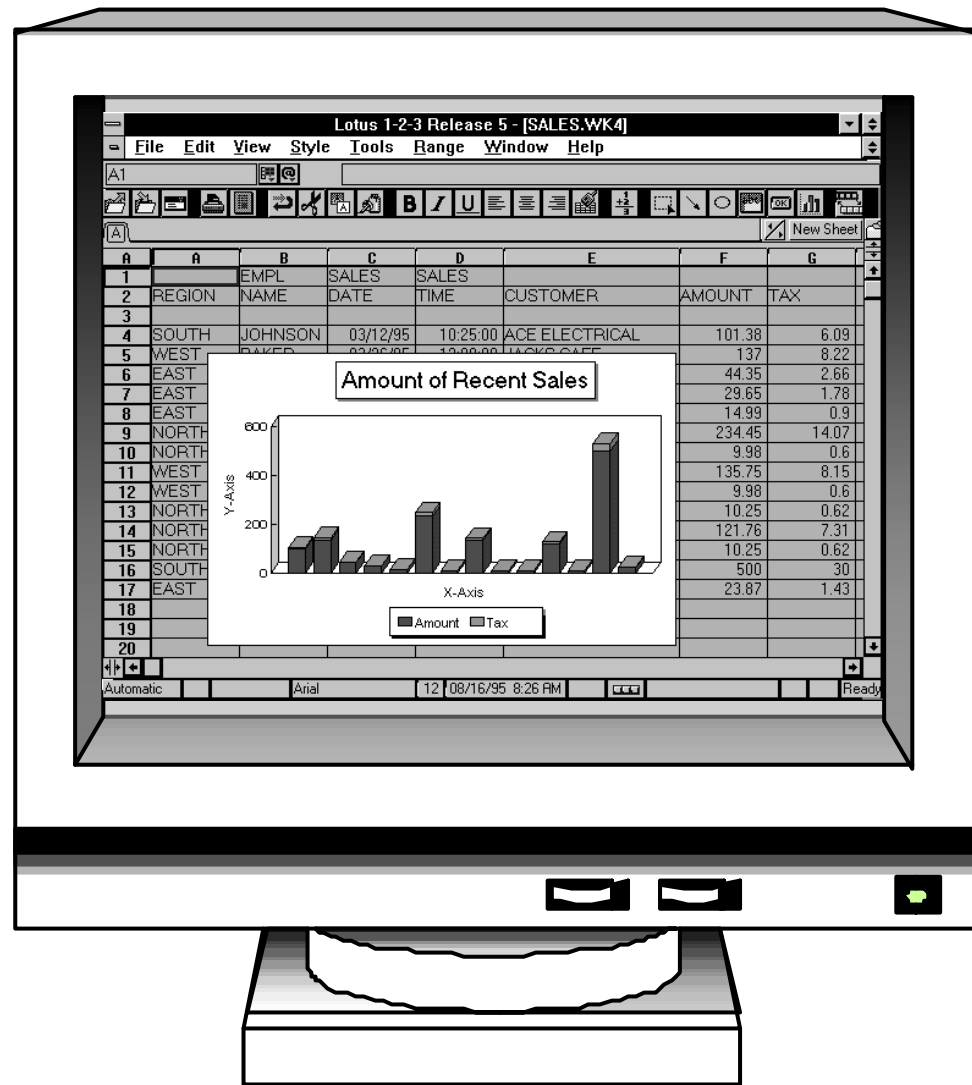 Lotus 1-2-3 Release 5 - [SALES.WK4]
File Edit View Style Tools Range Window Help
A1
B I U OK
A New Sheet
A A B C D E F G
1 EMPL SALES SALES
2 REGION NAME DATE TIME CUSTOMER AMOUNT TAX
3
4 SOUTH JOHNSON 03/12/95 10:25:00 ACE ELECTRICAL 101.38 6.09
5 WEST 137 8.22
6 EAST 44.35 2.66
7 EAST 29.65 1.78
8 EAST 14.99 0.9
9 NORTH 234.45 14.07
10 NORTH 9.98 0.6
11 WEST 135.75 8.15
12 WEST 9.98 0.6
13 NORTH 10.25 0.62
14 NORTH 121.76 7.31
15 NORTH 10.25 0.62
16 SOUTH 500 30
17 EAST 23.87 1.43
18
19
20
Amount of Recent Sales
600
400
200
0
Y-Axis
X-Axis
Amount Tax
Automatic Arial 12 08/16/95 8:26 AM Ready